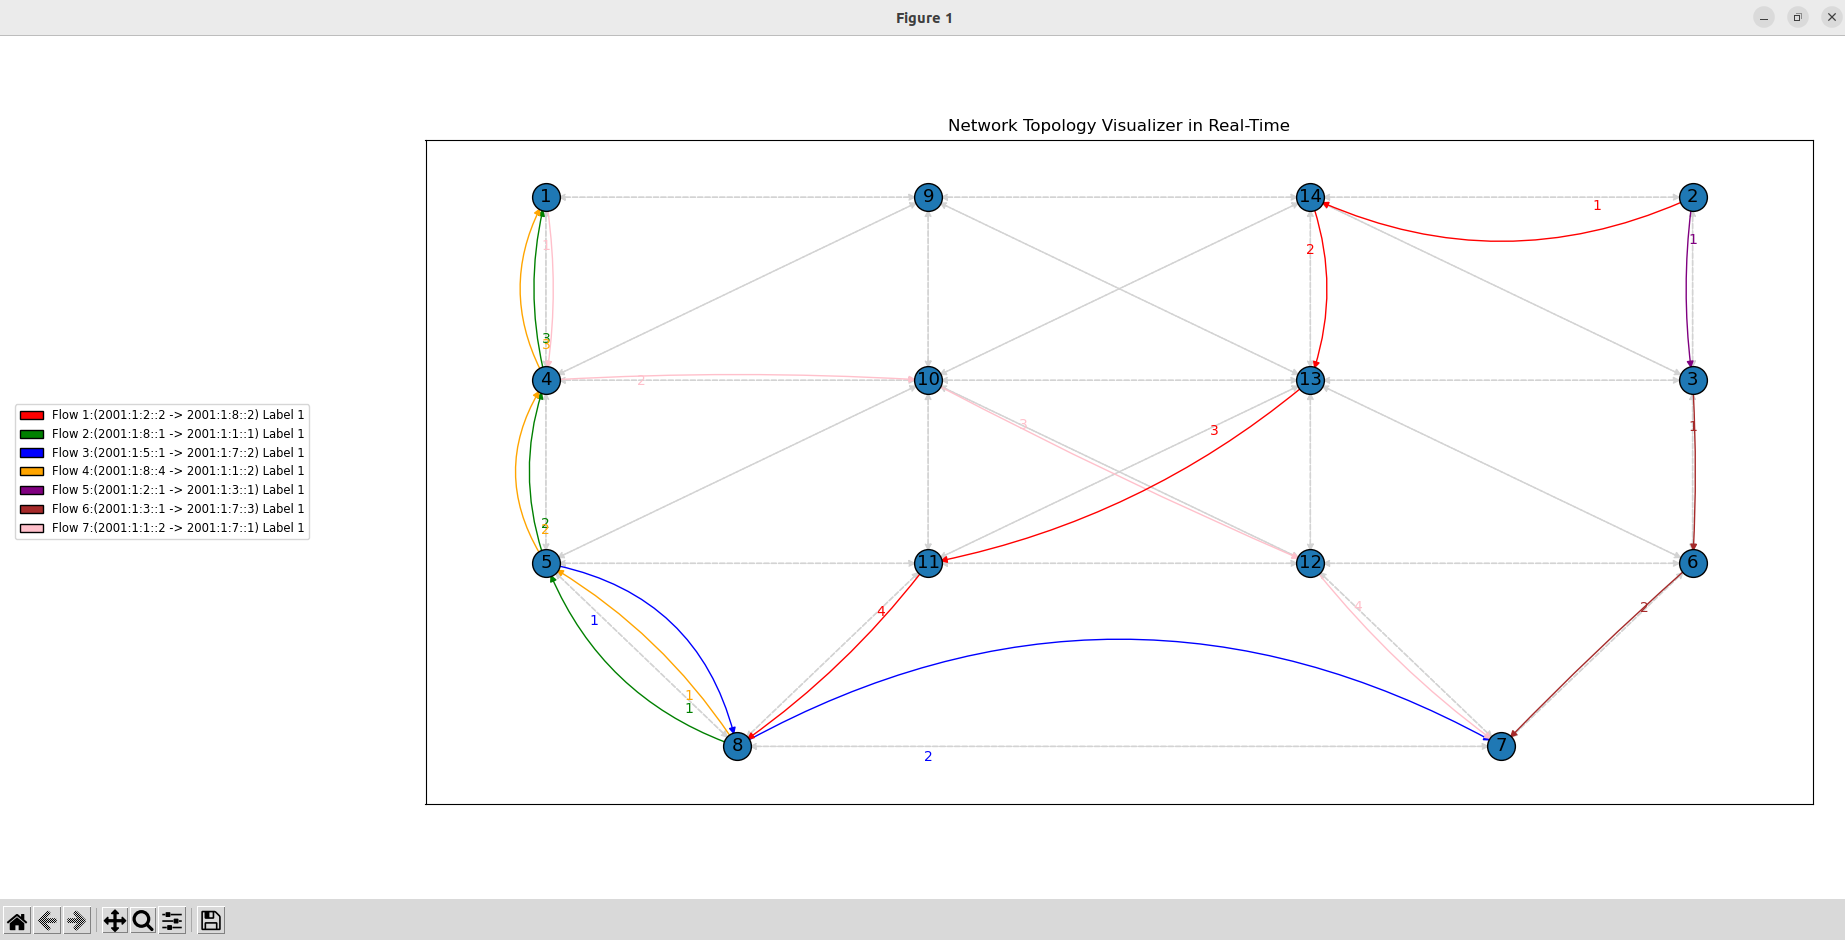 Figure 1
Network Topology Visualizer in Real-Time
1 9 14 2
1
1 2 1
3
3
4 10 13 3
2
3 3 1
Flow 1:(2001:1:2::2 -> 2001:1:8::2) Label 1
Flow 2:(2001:1:8::1 -> 2001:1:1::1) Label 1
Flow 3:(2001:1:5::1 -> 2001:1:7::2) Label 1
Flow 4:(2001:1:8::4 -> 2001:1:1::2) Label 1
Flow 5:(2001:1:2::1 -> 2001:1:3::1) Label 1
Flow 6:(2001:1:3::1 -> 2001:1:7::3) Label 1
Flow 7:(2001:1:1::2 -> 2001:1:7::1) Label 1
2
2
5 11 12 6
1 4 4 2
1
1
8 7
2